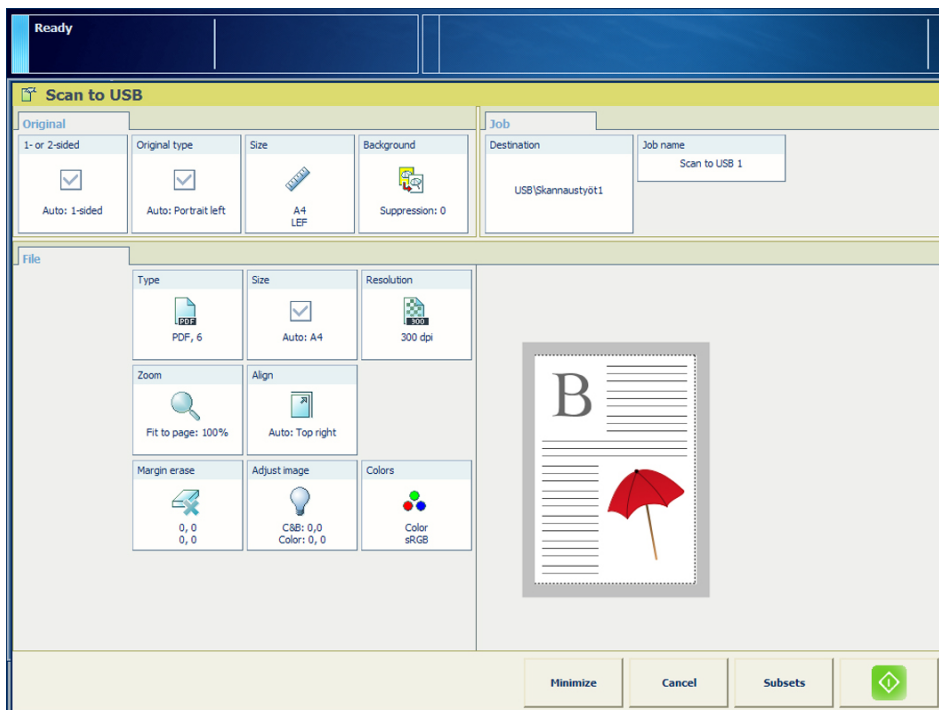 Ready
Scan to USB
Original
1- or 2-sided
Auto: 1-sided
Original type
Auto: Portrait left
Size
A4
LEF
Background
Suppression: 0
Job
Destination
USB\Skannaustyöt1
Job name
Scan to USB 1
File
Type
PDF
PDF, 6
Size
Auto: A4
Resolution
300
300 dpi
Zoom
Fit to page: 100%
Align
Auto: Top right
Margin erase
0, 0
0, 0
Adjust image
C&B: 0,0
Color: 0, 0
Colors
Color
sRGB
B
Minimize
Cancel
Subsets